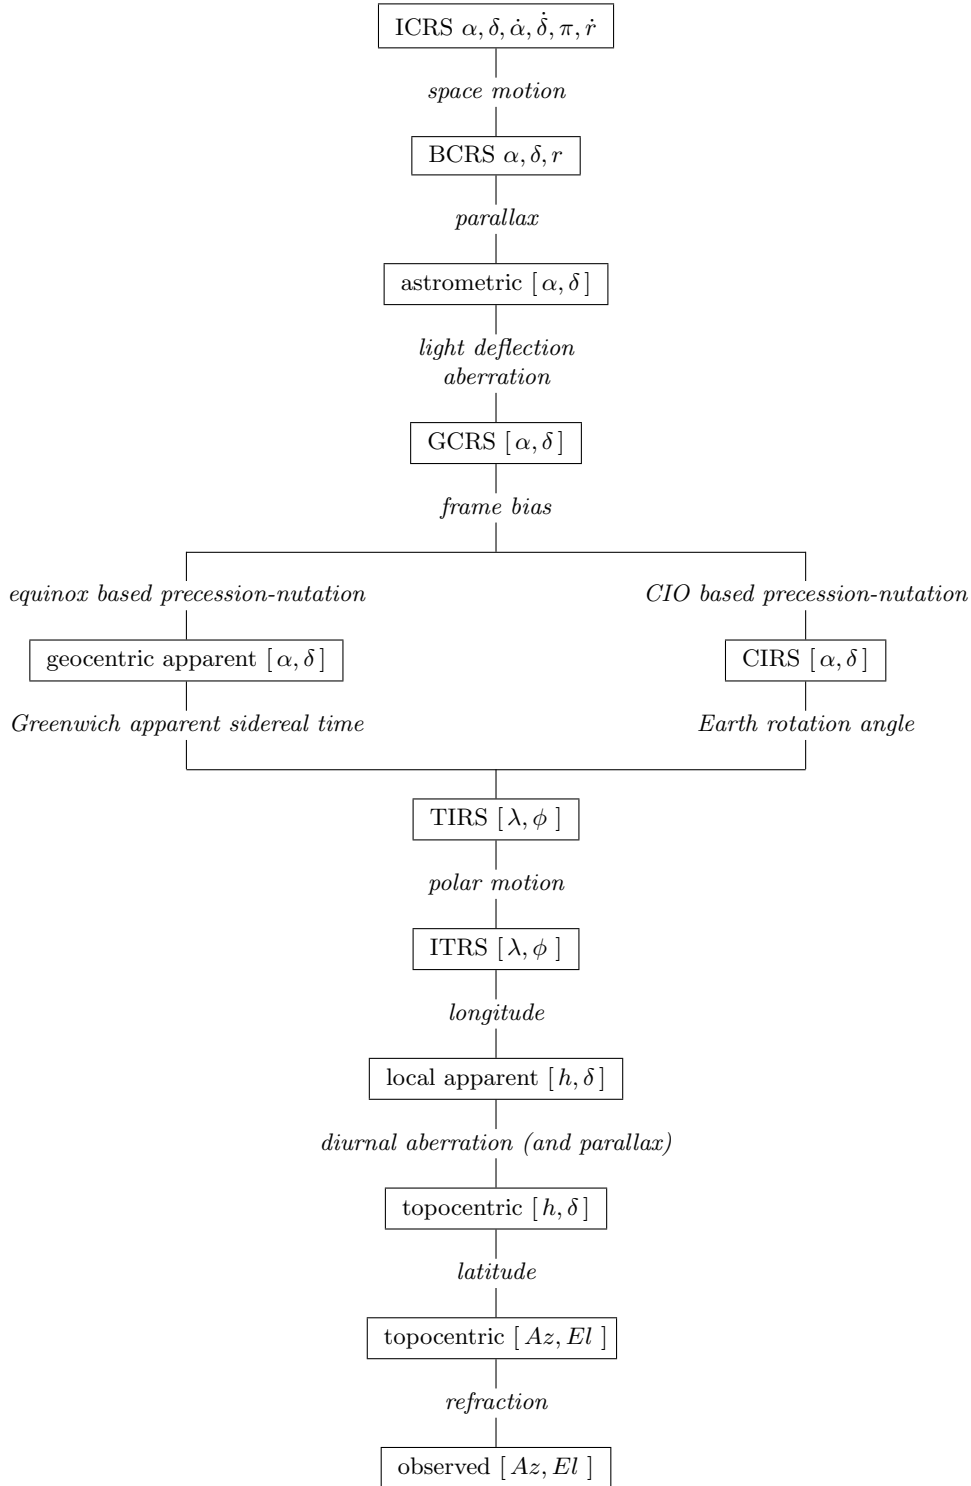 ICRS α, δ, α̇, δ̇, π, ṙ
space motion
BCRS α, δ, r
parallax
astrometric [ α, δ ]
light deflection
aberration
GCRS [ α, δ ]
frame bias
equinox based precession-nutation
CIO based precession-nutation
geocentric apparent [ α, δ ]
CIRS [ α, δ ]
Greenwich apparent sidereal time
Earth rotation angle
TIRS [ λ, ϕ ]
polar motion
ITRS [ λ, ϕ ]
longitude
local apparent [ h, δ ]
diurnal aberration (and parallax)
topocentric [ h, δ ]
latitude
topocentric [ Az, El ]
refraction
observed [ Az, El ]